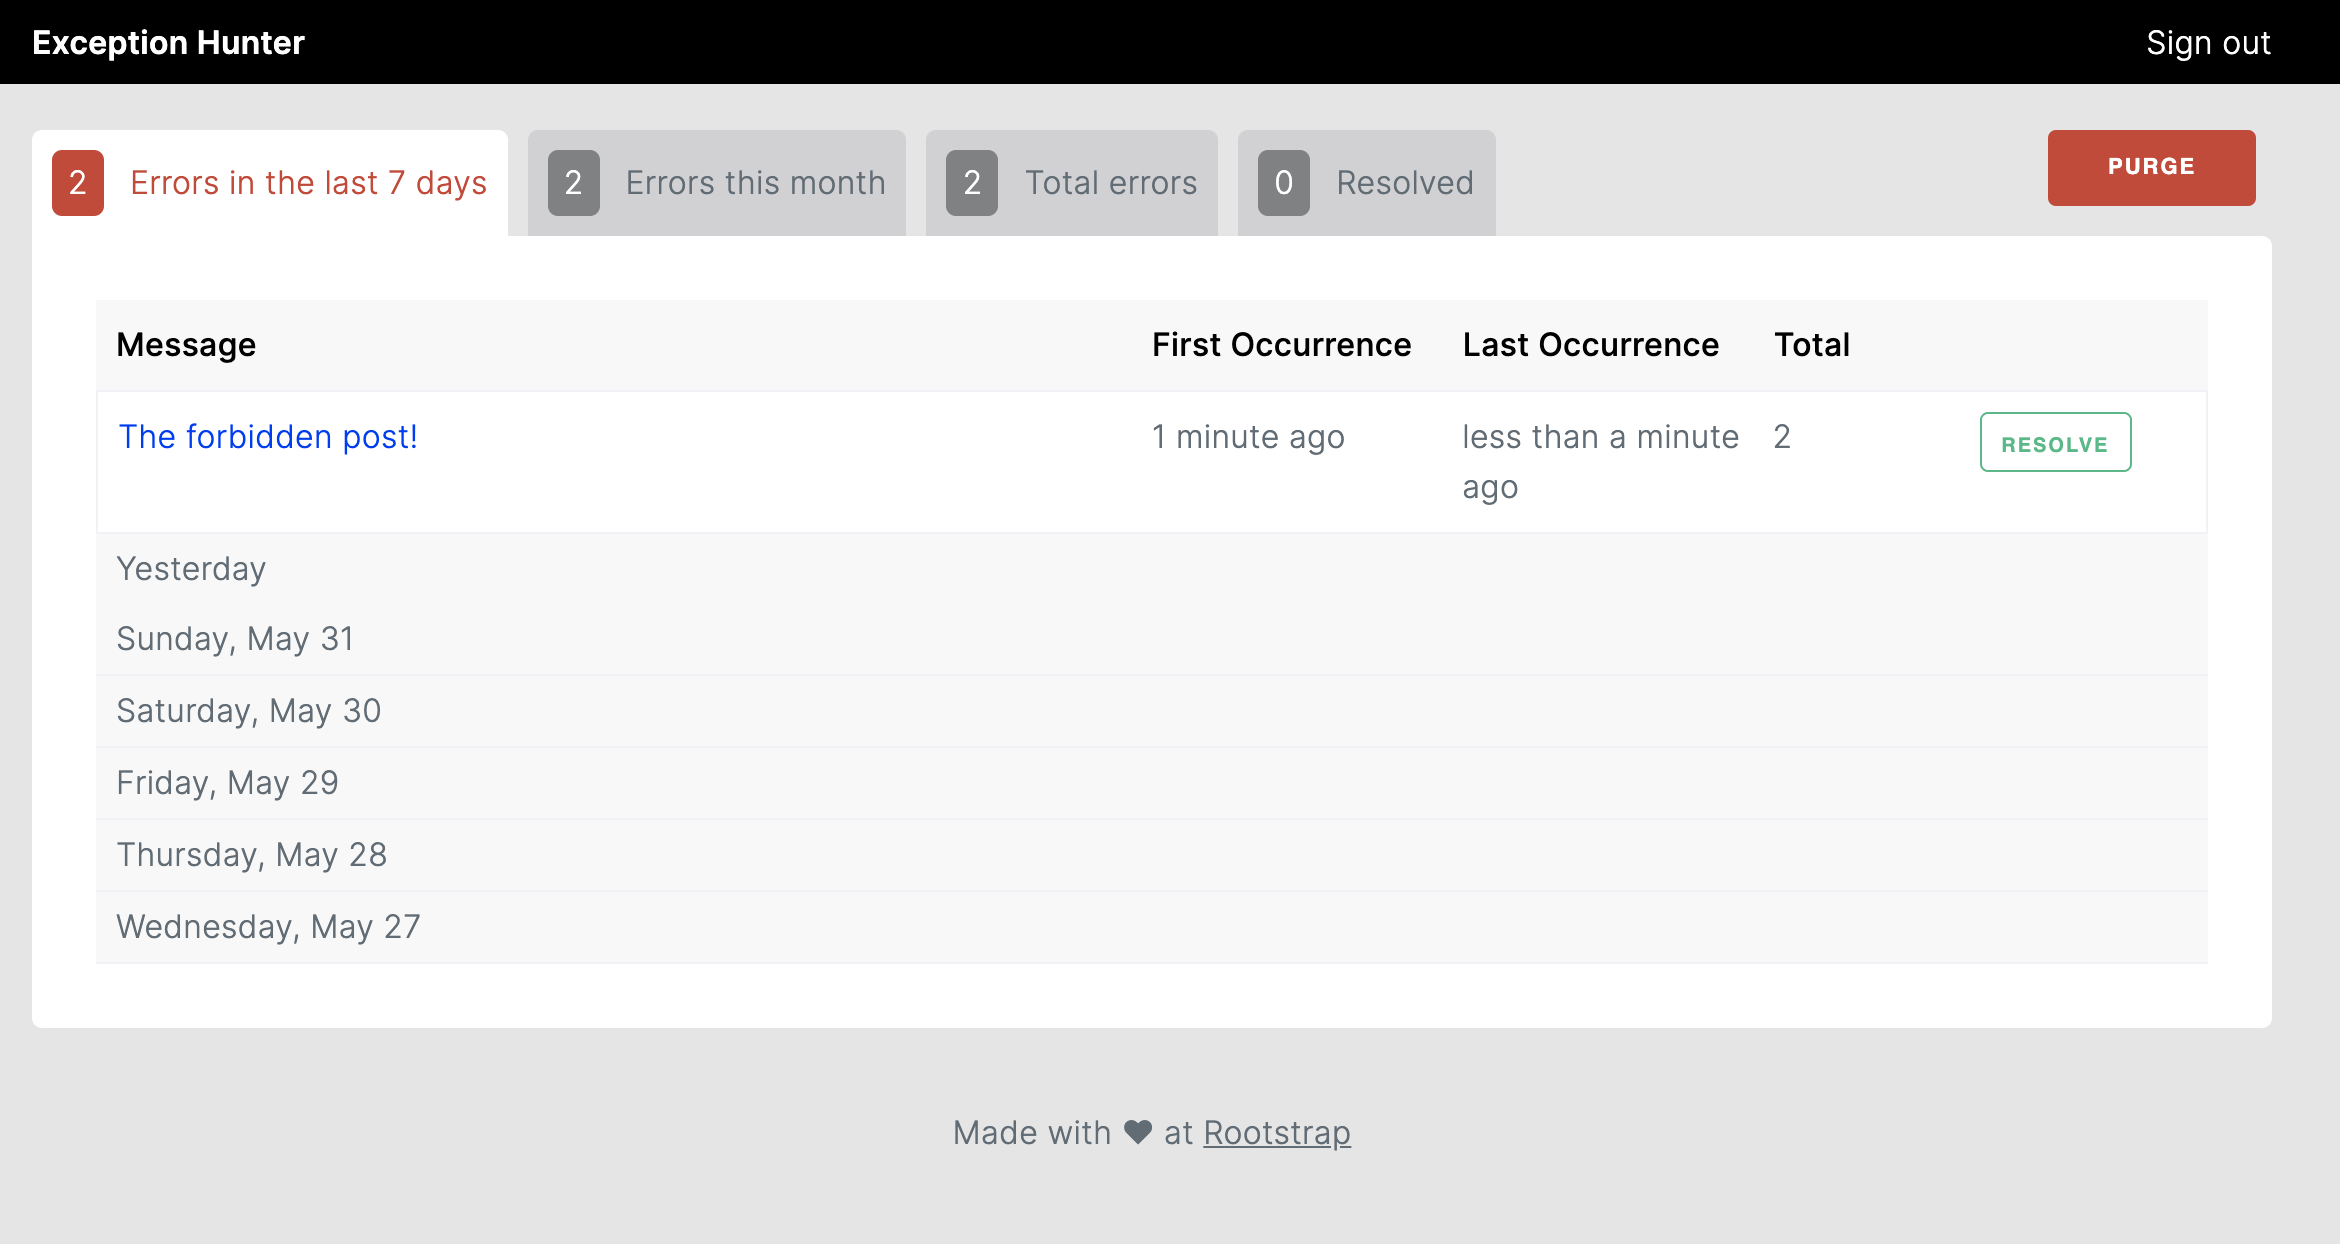 Exception Hunter
Sign out
2 Errors in the last 7 days
2 Errors this month
2 Total errors
0 Resolved
PURGE
Message First Occurrence Last Occurrence Total
The forbidden post! 1 minute ago less than a minute 2 RESOLVE
ago
Yesterday
Sunday, May 31
Saturday, May 30
Friday, May 29
Thursday, May 28
Wednesday, May 27
Made with ♥ at Rootstrap